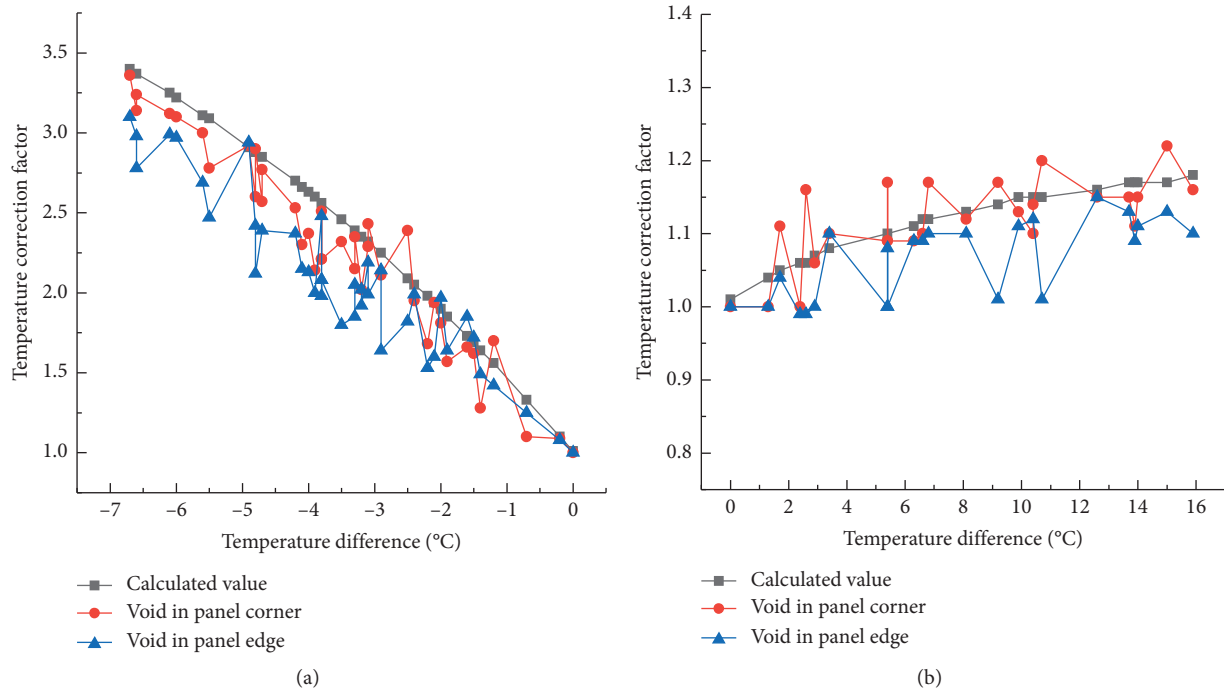 3.5
3.0
2.5
2.0
1.5
1.0
Temperature correction factor
–7 –6 –5 –4 –3 –2 –1 0
Temperature difference (°C)
Calculated value
Void in panel corner
Void in panel edge
(a)
1.4
1.3
1.2
1.1
1.0
0.9
0.8
Temperature correction factor
0 2 4 6 8 10 12 14 16
Temperature difference (°C)
Calculated value
Void in panel corner
Void in panel edge
(b)